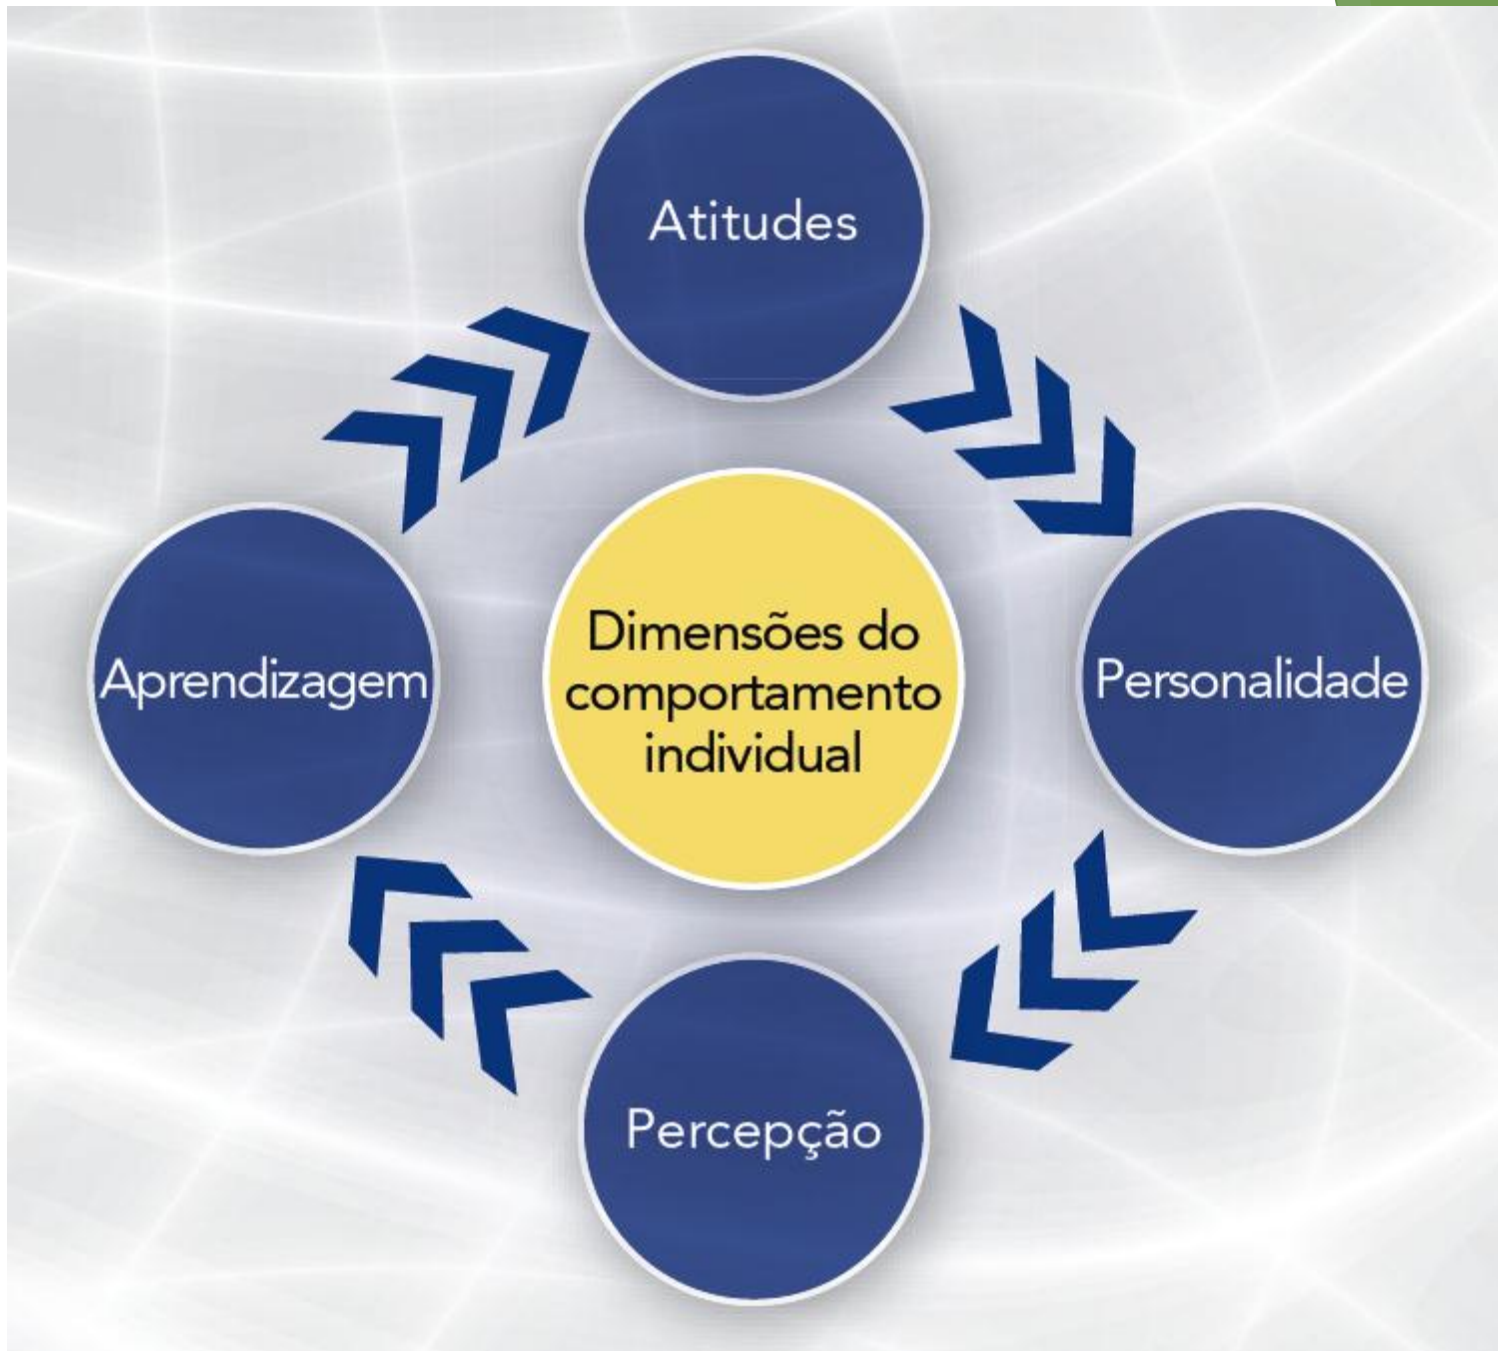 Atitudes
Dimensões do
comportamento
individual
Aprendizagem
Personalidade
Percepção